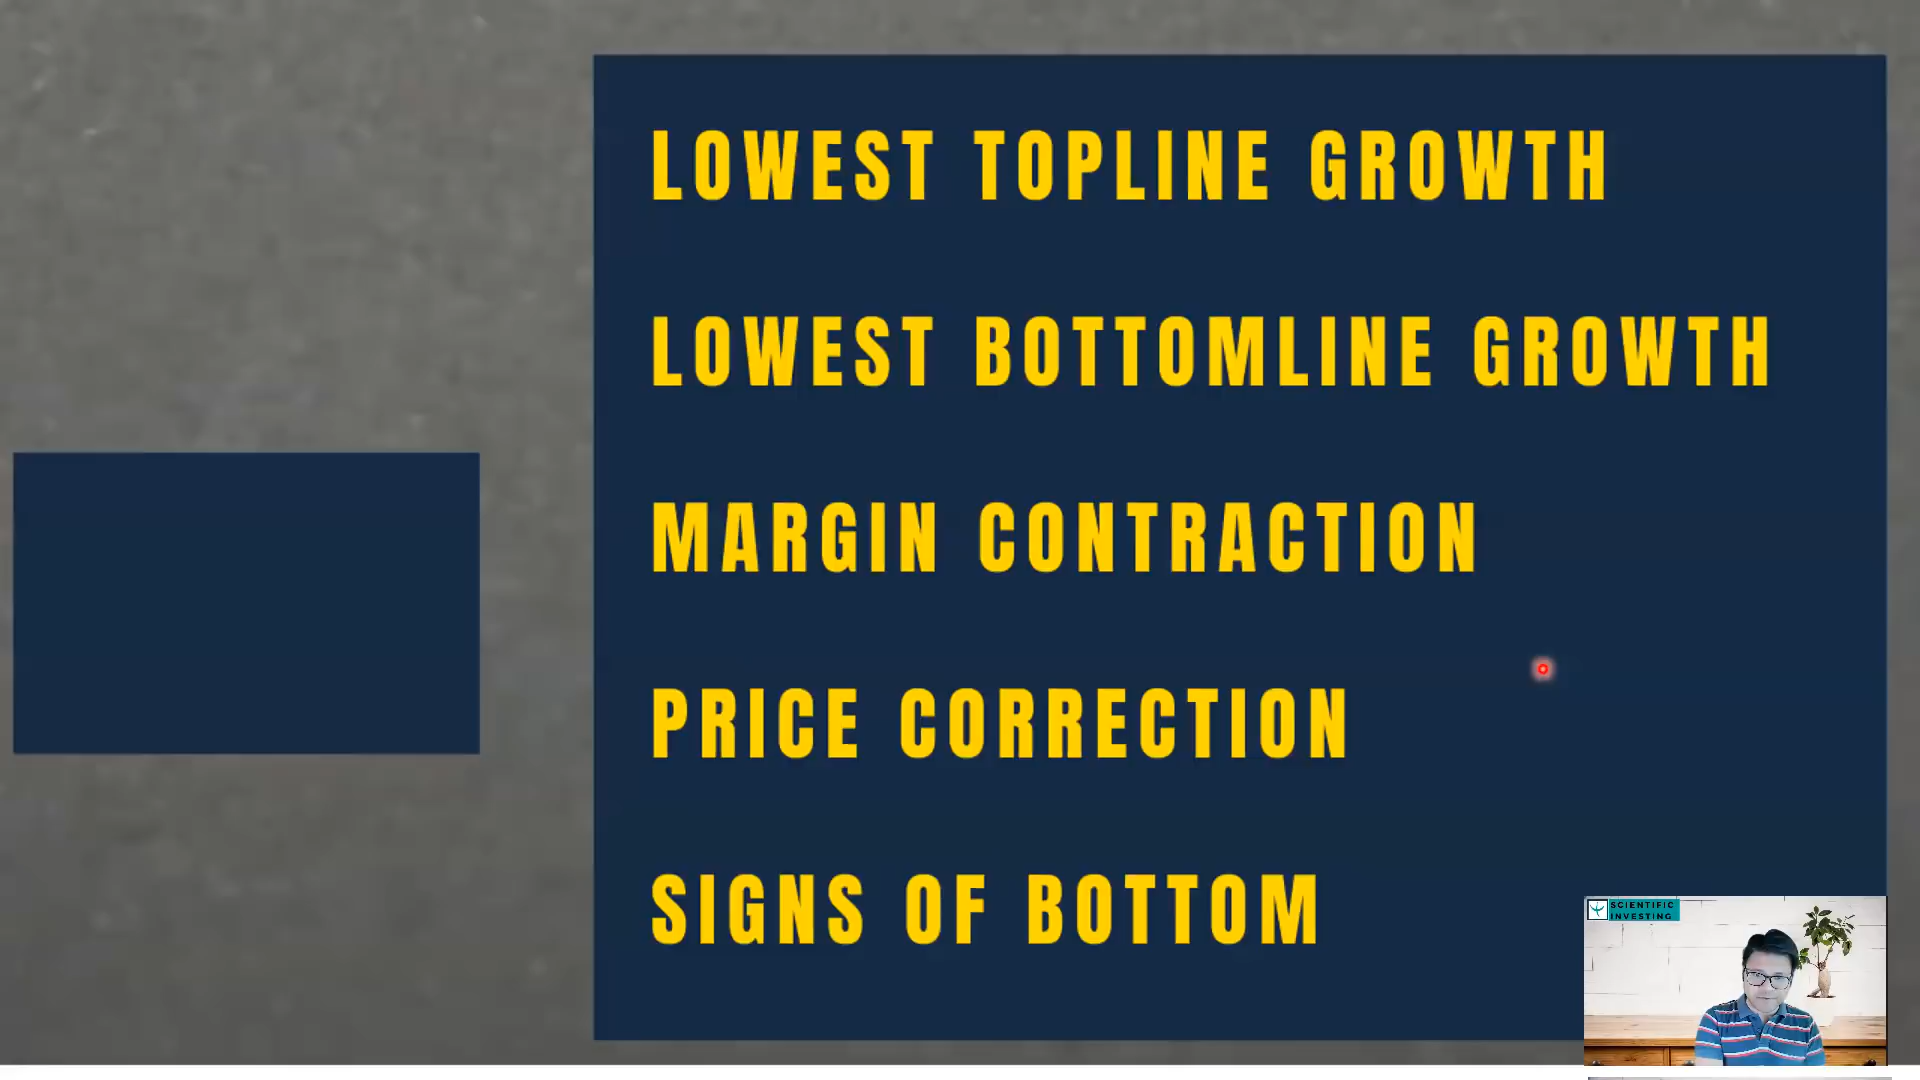 LOWEST TOPLINE GROWTH
LOWEST BOTTOMLINE GROWTH
MARGIN CONTRACTION
PRICE CORRECTION
SIGNS OF BOTTOM
SCIENTIFIC
INVESTING